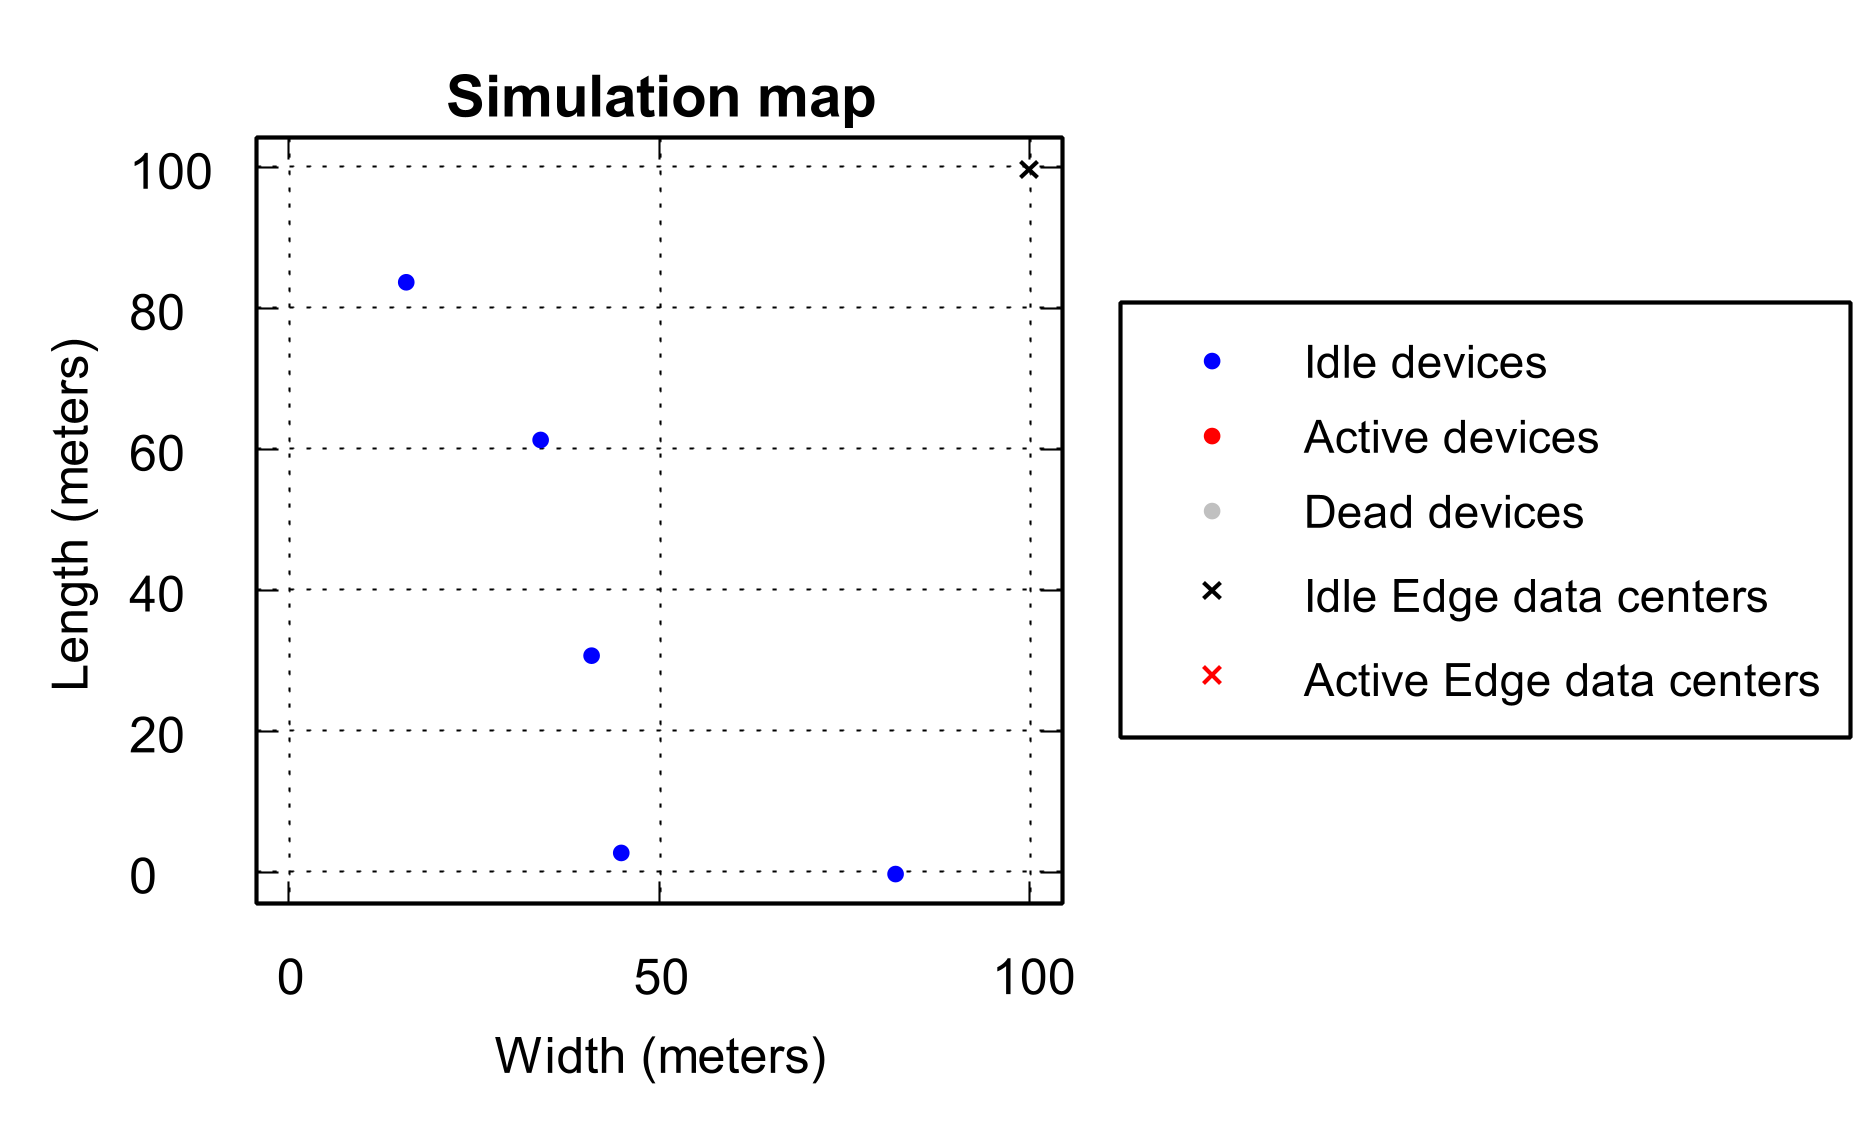 Simulation map
100
80
60
40
20
0
Length (meters)
0 50 100
Width (meters)
Idle devices
Active devices
Dead devices
Idle Edge data centers
Active Edge data centers